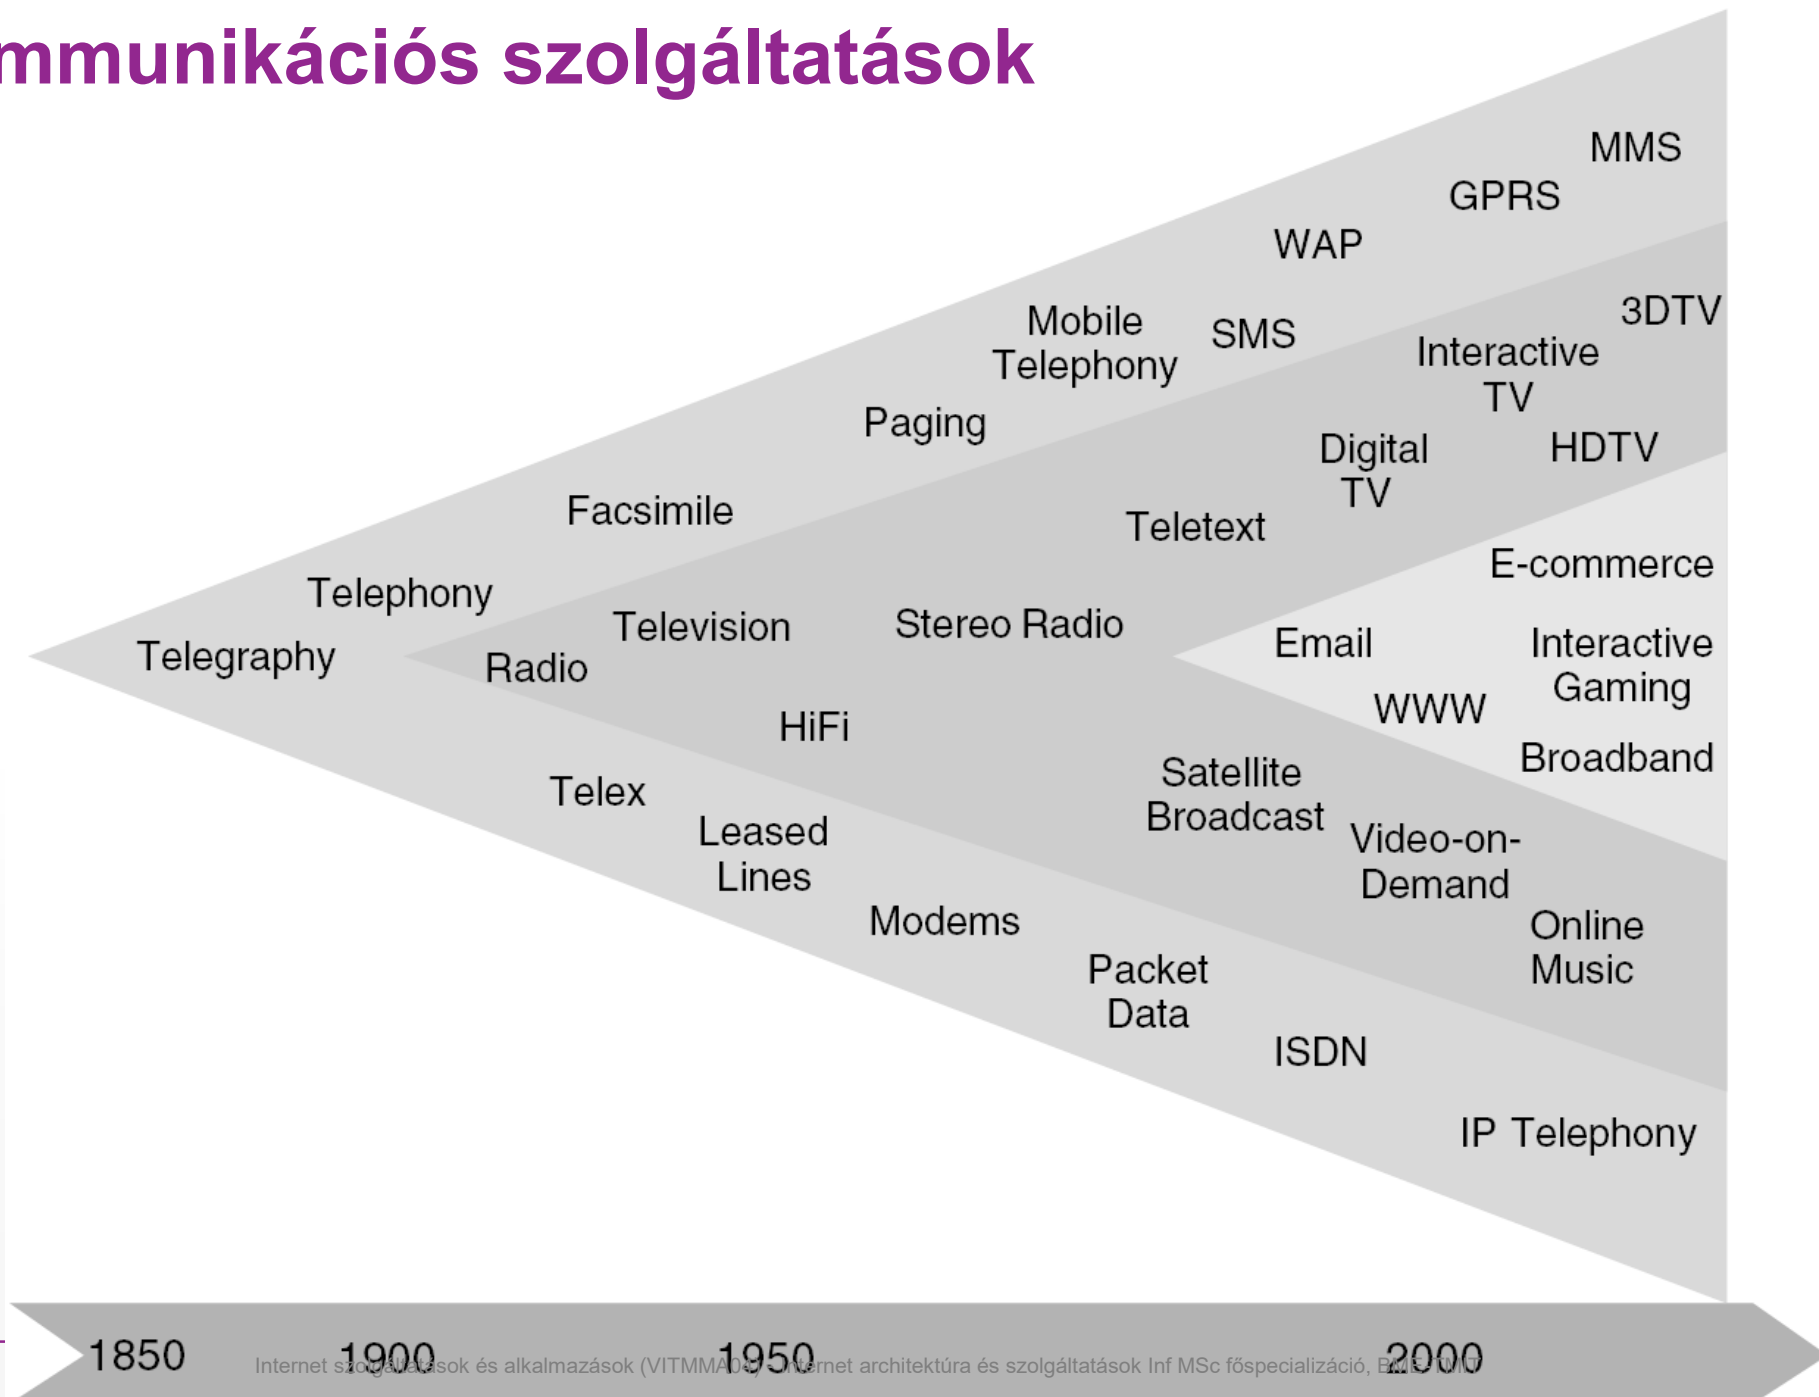 mmunikációs szolgáltatások
MMS
GPRS
WAP
3DTV
Mobile
Telephony
SMS
Interactive
TV
Paging
Digital
TV
HDTV
Facsimile
Teletext
E-commerce
Telephony
Television
Stereo Radio
Email
Interactive
Gaming
Telegraphy
Radio
WWW
HiFi
Broadband
Satellite
Broadcast
Telex
Leased
Lines
Video-on-
Demand
Modems
Online
Music
Packet
Data
ISDN
IP Telephony
1850
1900
1950
2000
Internet szolgáltatások és alkalmazások (VITMMA04) - Internet architektúra és szolgáltatások Inf MSc főspecializáció, BME-TMIT